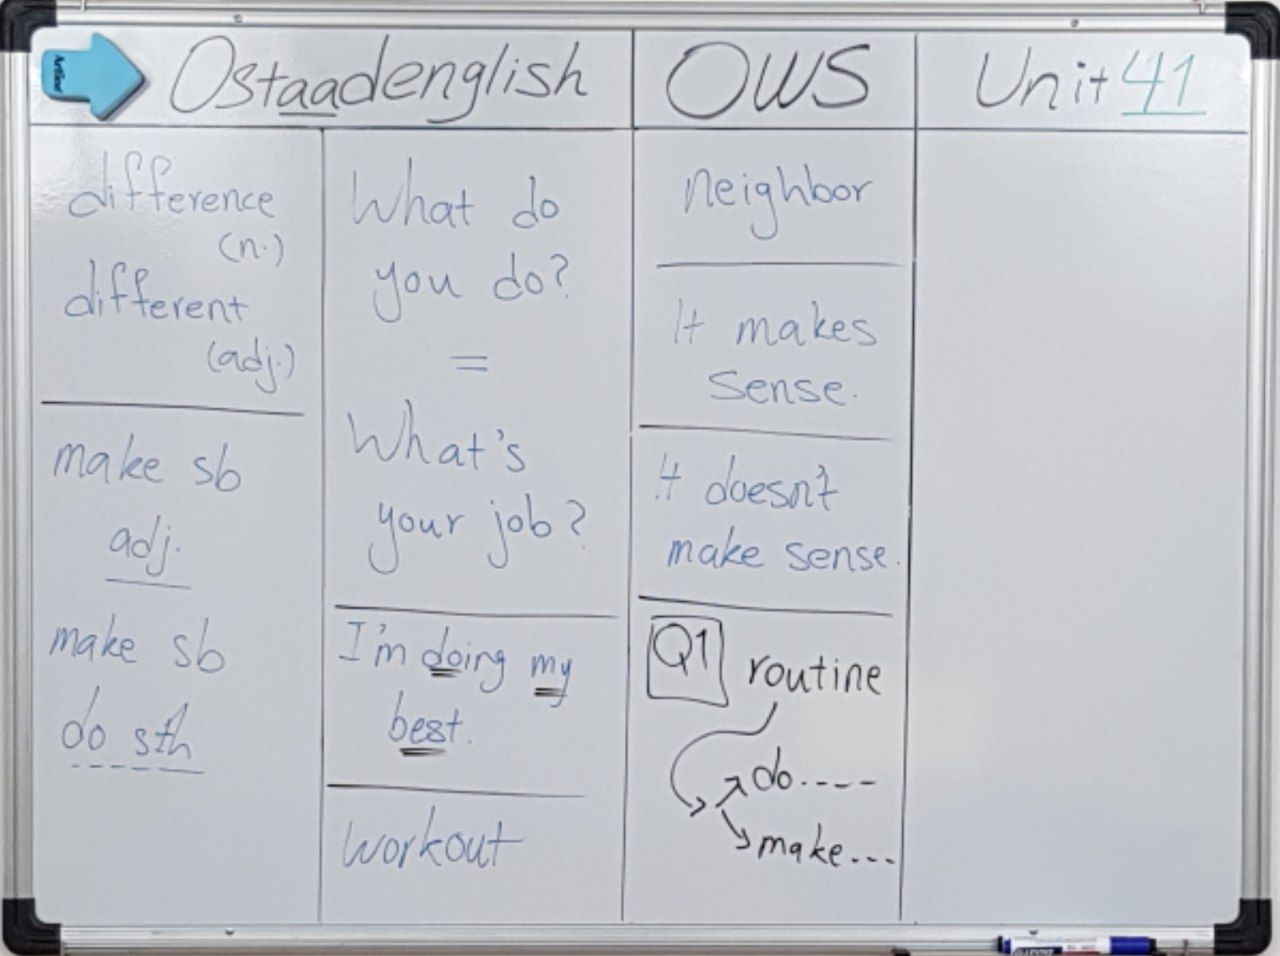 Artline
Ostaadenglish
OWS
Unit 41
difference
(n.)
different
(adj.)
make sb
adj.
make sb
do sth
What do
you do?
=
What's
your job?
I'm doing my
best.
workout
neighbor
It makes
sense.
It doesn't
make sense.
Q1 routine
do.----
make...